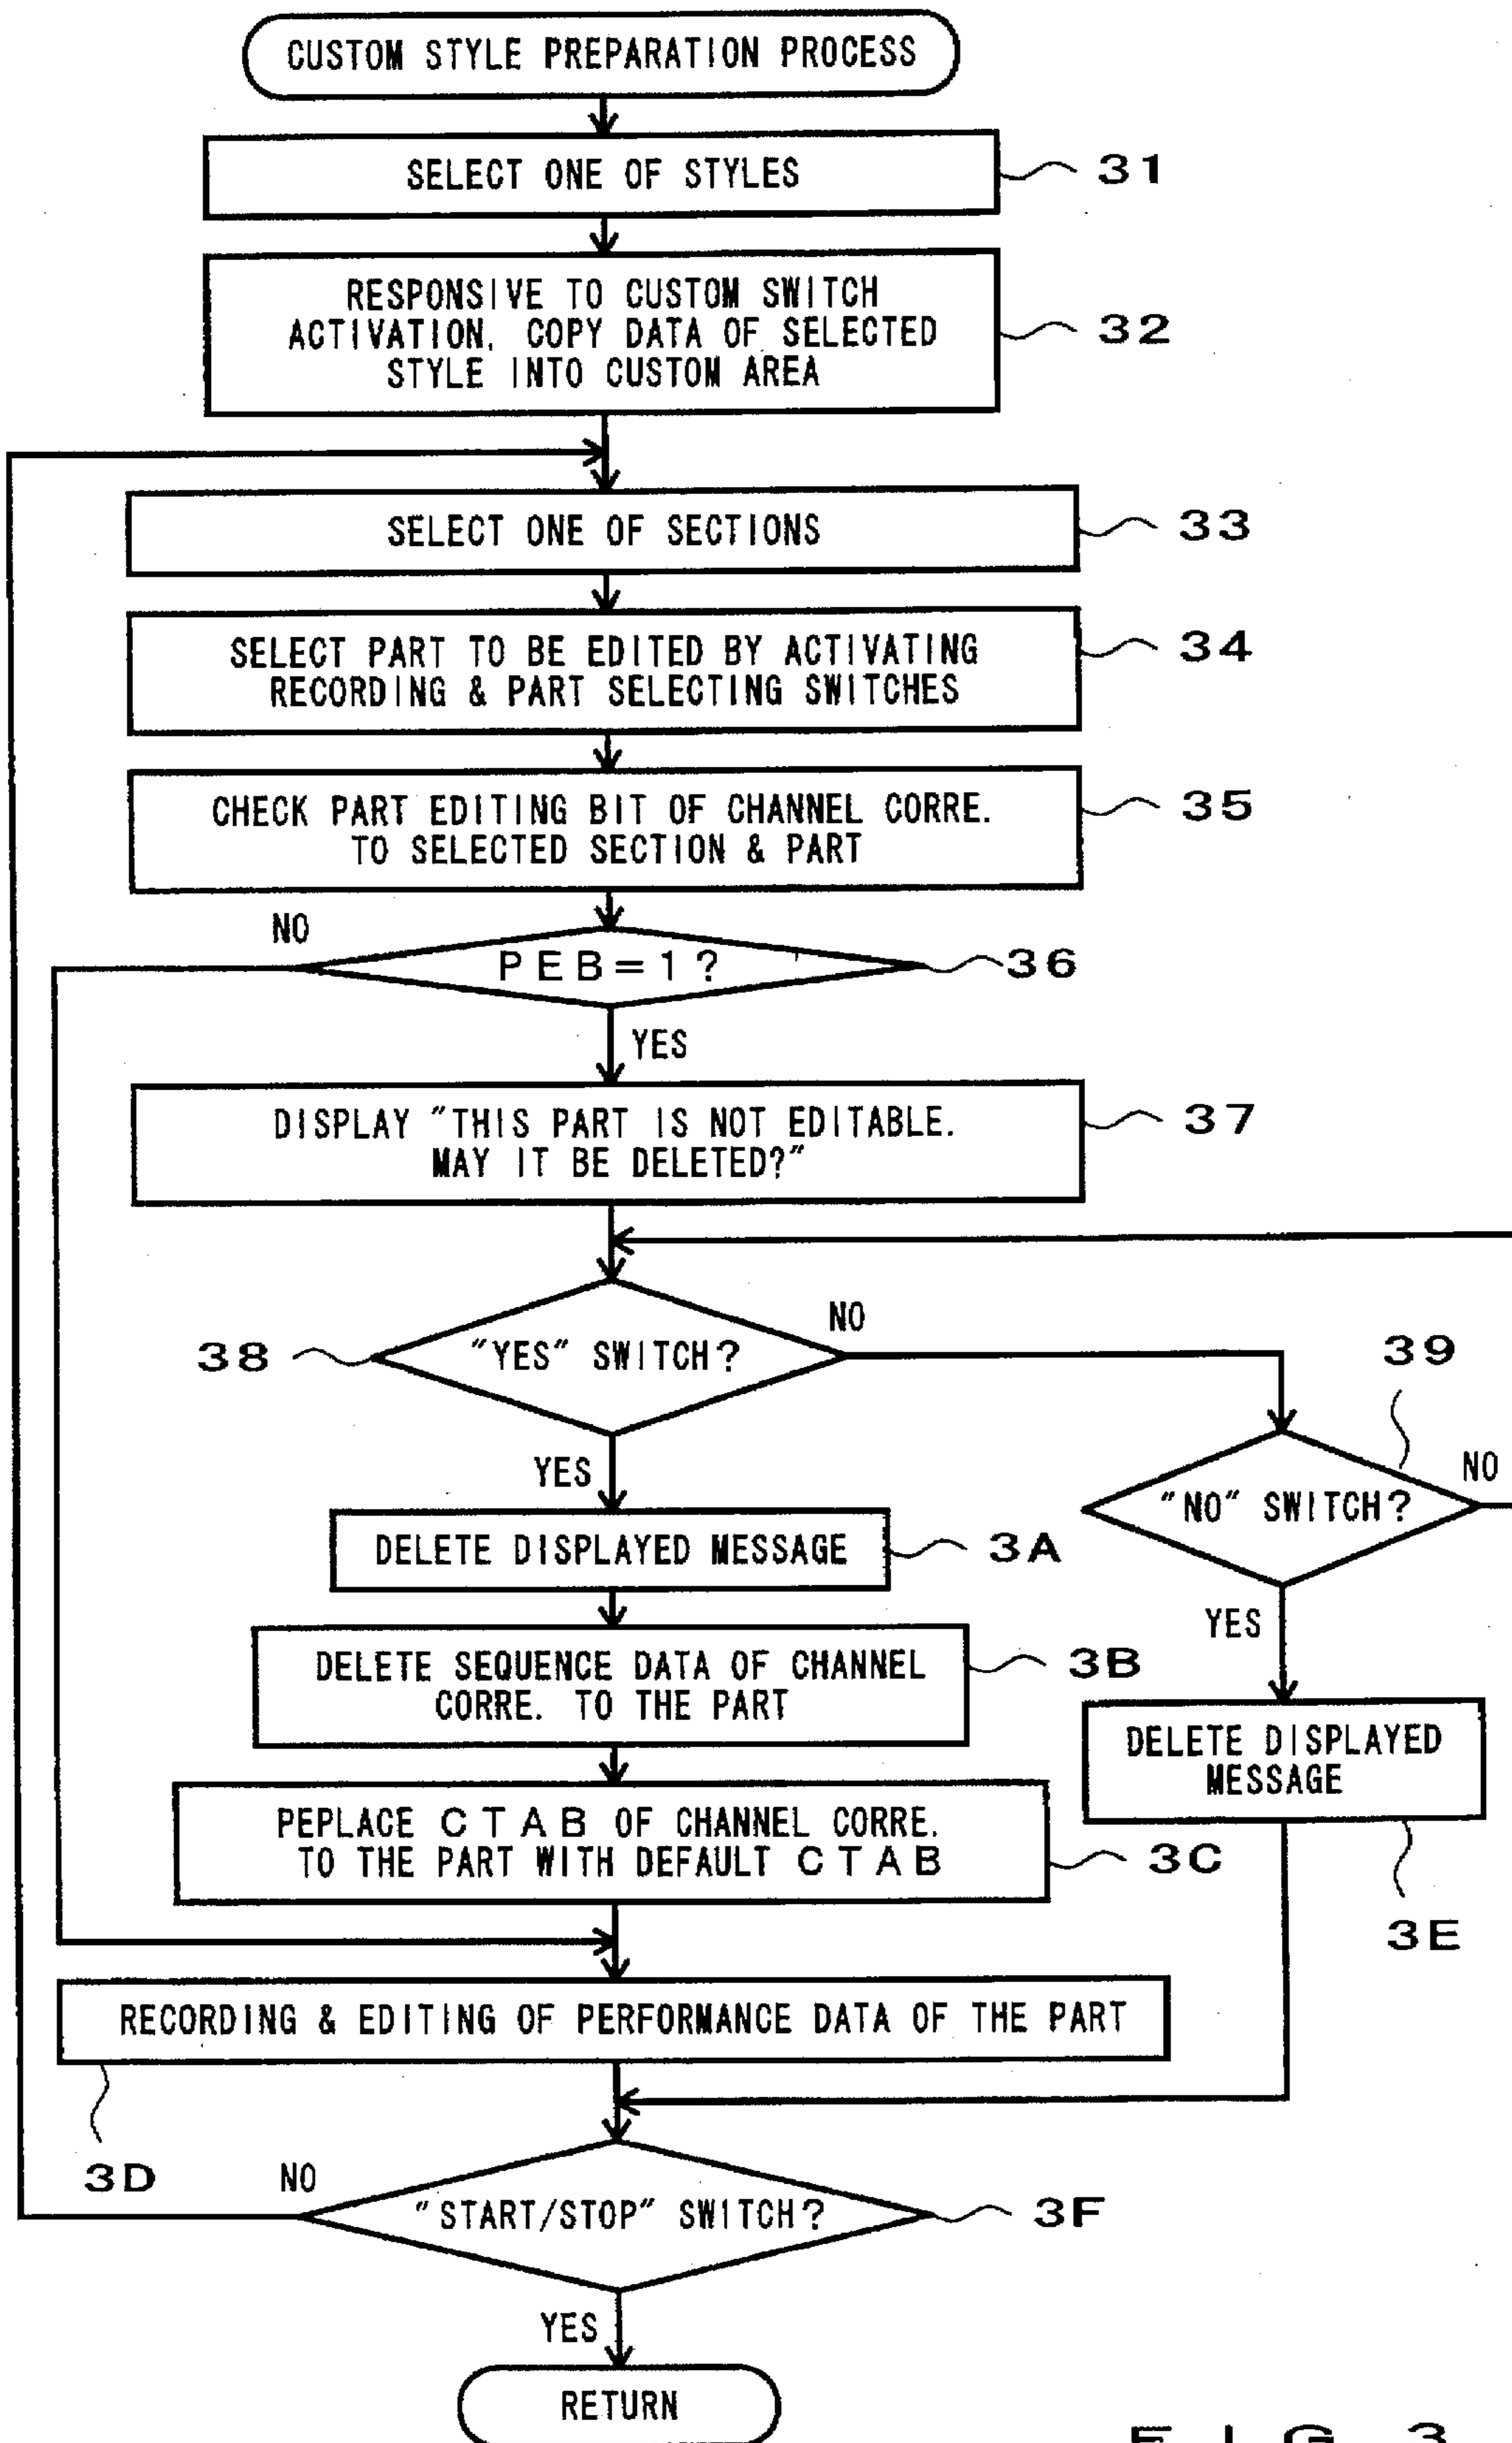 CUSTOM STYLE PREPARATION PROCESS
SELECT ONE OF STYLES
31
RESPONSIVE TO CUSTOM SWITCH
ACTIVATION, COPY DATA OF SELECTED
STYLE INTO CUSTOM AREA
32
SELECT ONE OF SECTIONS
33
SELECT PART TO BE EDITED BY ACTIVATING
RECORDING & PART SELECTING SWITCHES
34
CHECK PART EDITING BIT OF CHANNEL CORRE.
TO SELECTED SECTION & PART
35
NO
PEB=1?
36
YES
DISPLAY "THIS PART IS NOT EDITABLE.
MAY IT BE DELETED?"
37
38
"YES" SWITCH?
NO
39
YES
"NO" SWITCH?
NO
DELETE DISPLAYED MESSAGE
3A
YES
DELETE SEQUENCE DATA OF CHANNEL
CORRE. TO THE PART
3B
DELETE DISPLAYED
MESSAGE
PEPLACE CTAB OF CHANNEL CORRE.
TO THE PART WITH DEFAULT CTAB
3C
3E
RECORDING & EDITING OF PERFORMANCE DATA OF THE PART
3D
NO
"START/STOP" SWITCH?
3F
YES
RETURN
FIG. 3